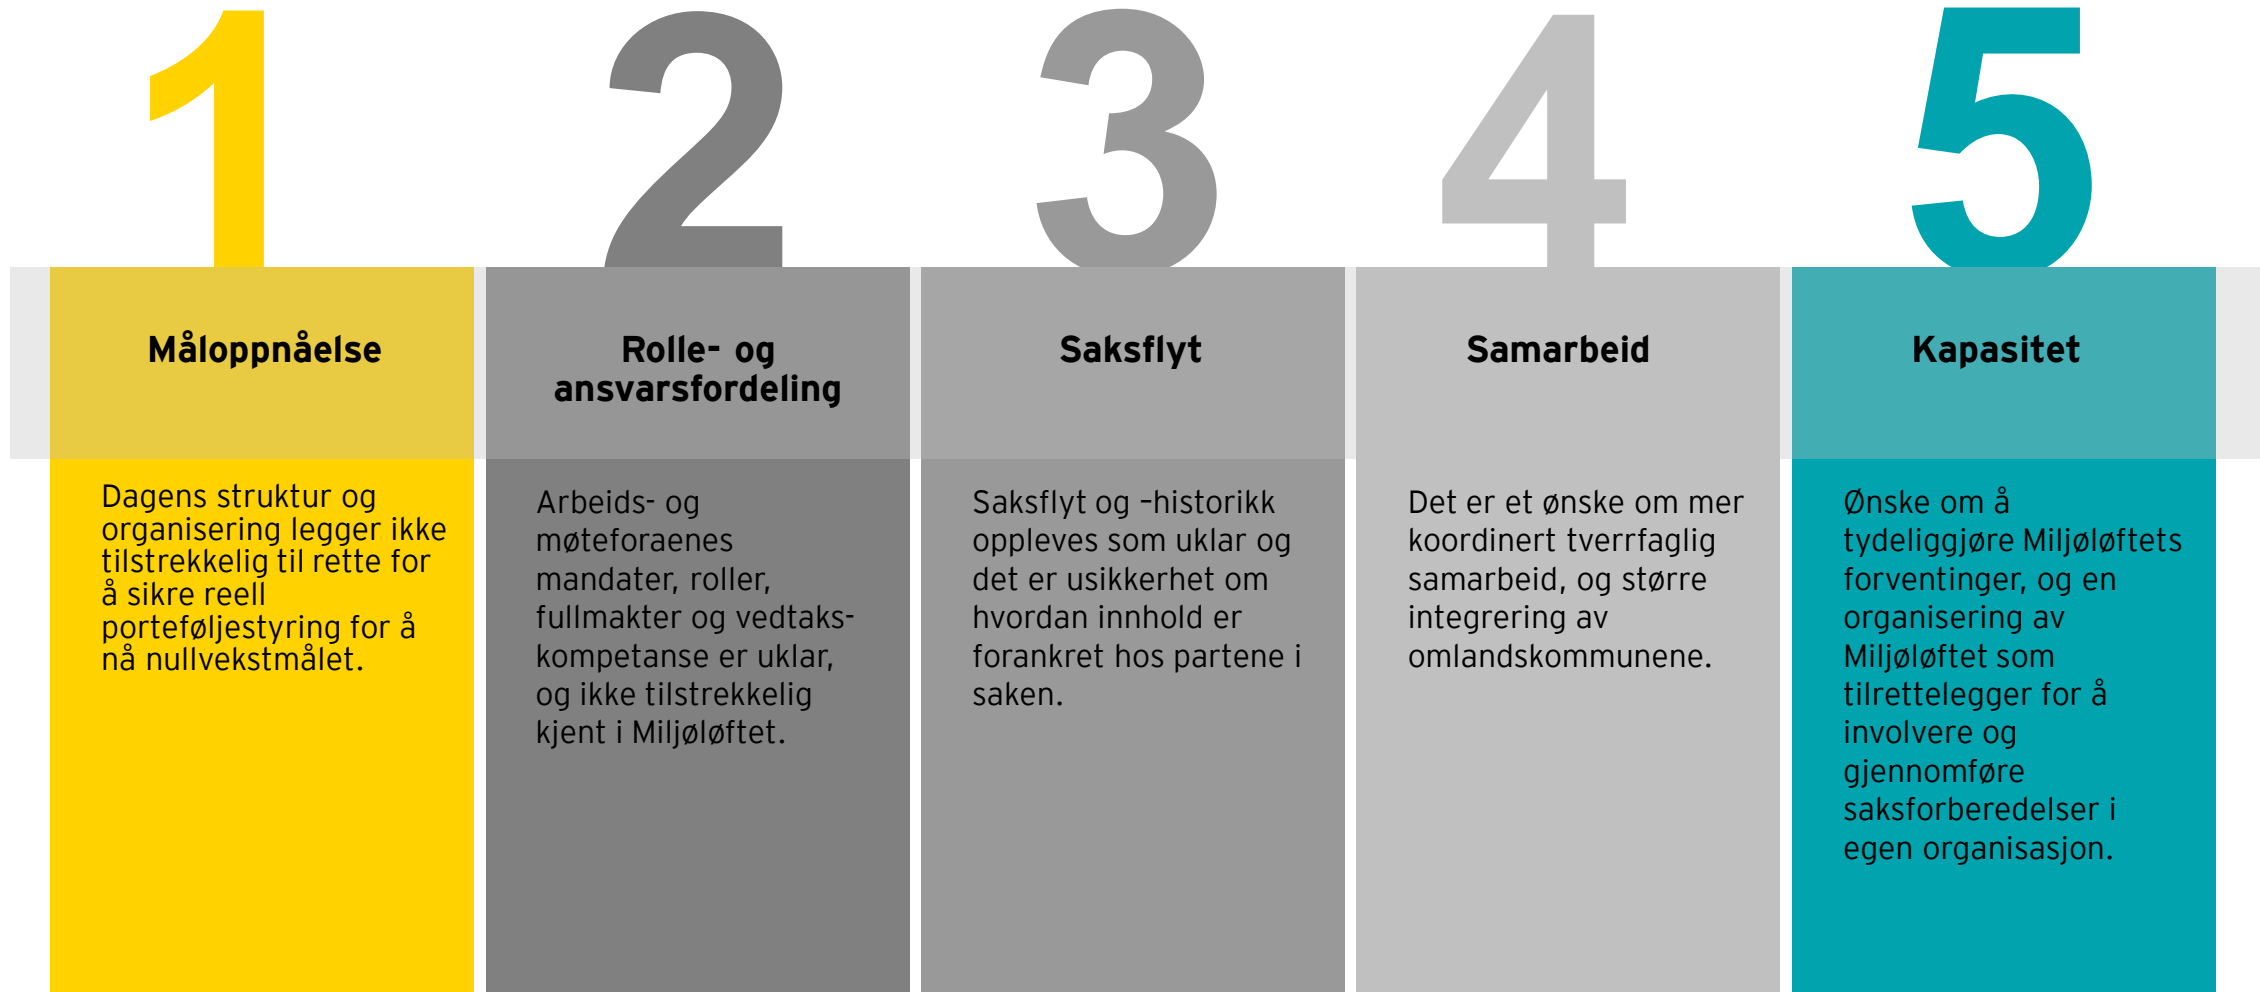 1
Måloppnåelse
Dagens struktur og
organisering legger ikke
tilstrekkelig til rette for
å sikre reell
porteføljestyring for å
nå nullvekstmålet.
2
Rolle- og
ansvarsfordeling
Arbeids- og
møteforaenes
mandater, roller,
fullmakter og vedtaks-
kompetanse er uklar,
og ikke tilstrekkelig
kjent i Miljøløftet.
3
Saksflyt
Saksflyt og –historikk
oppleves som uklar og
det er usikkerhet om
hvordan innhold er
forankret hos partene i
saken.
4
Samarbeid
Det er et ønske om mer
koordinert tverrfaglig
samarbeid, og større
integrering av
omlandskommunene.
5
Kapasitet
Ønske om å
tydeliggjøre Miljøløftets
forventinger, og en
organisering av
Miljøløftet som
tilrettelegger for å
involvere og
gjennomføre
saksforberedelser i
egen organisasjon.